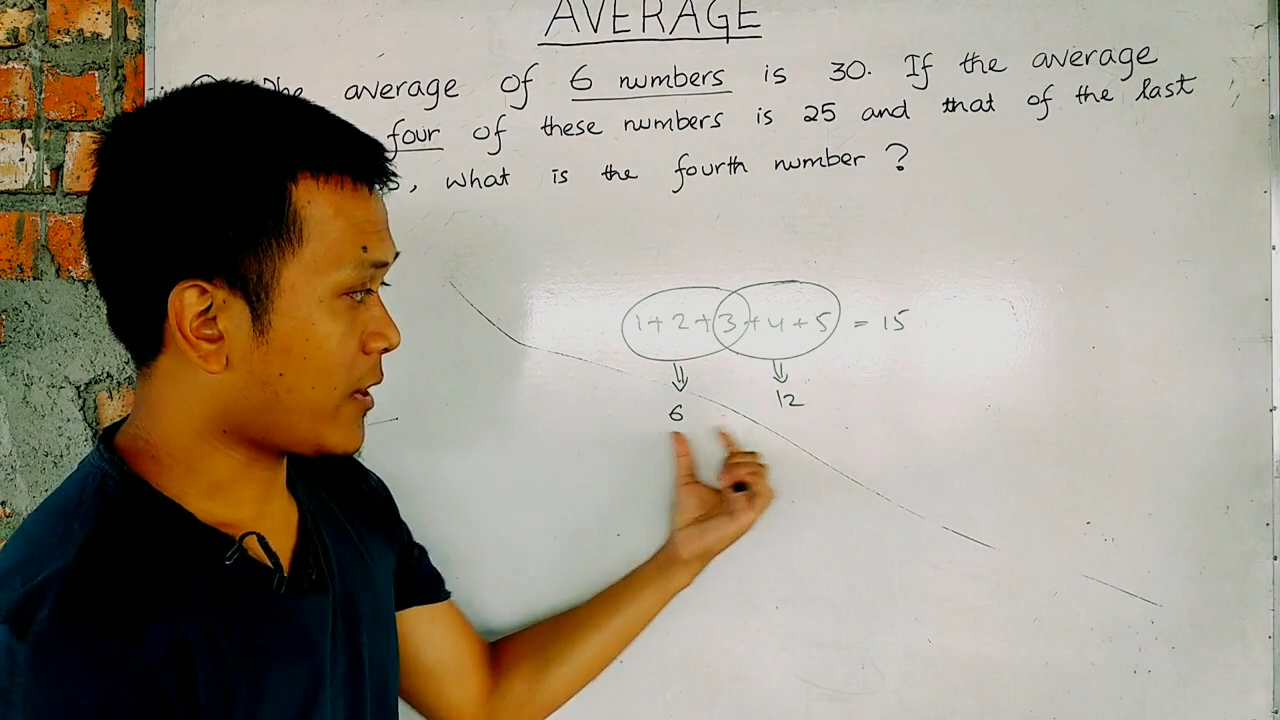 AVERAGE
average of 6 numbers is 30. If the average
four of these numbers is 25 and that of the last
, what is the fourth number ?
1+2+3+4+5 = 15
6 12